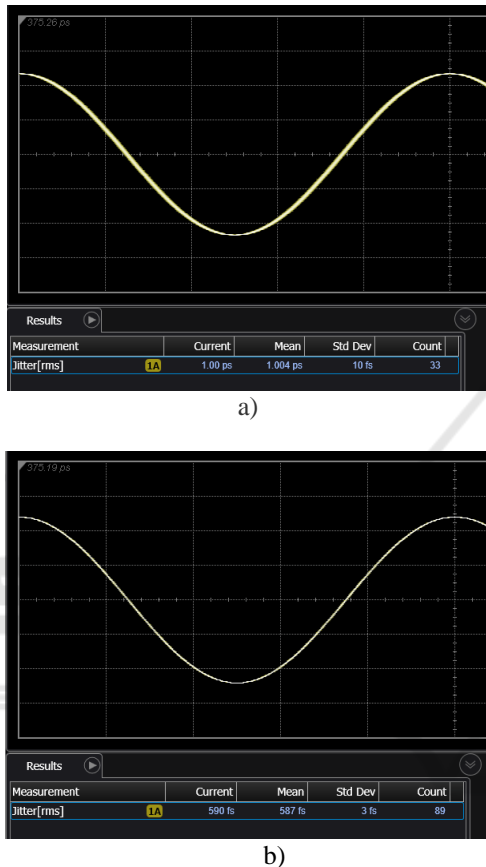 375.26 ps
Results
Measurement Current Mean Std Dev Count
Jitter[rms] 1A 1.00 ps 1.004 ps 10 fs 33
a)
375.19 ps
Results
Measurement Current Mean Std Dev Count
Jitter[rms] 1A 590 fs 587 fs 3 fs 89
b)